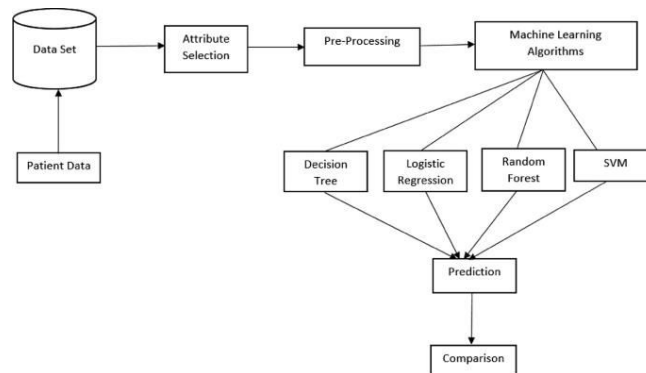 Data Set
Attribute
Selection
Pre-Processing
Machine Learning
Algorithms
Patient Data
Decision
Tree
Logistic
Regression
Random
Forest
SVM
Prediction
Comparison